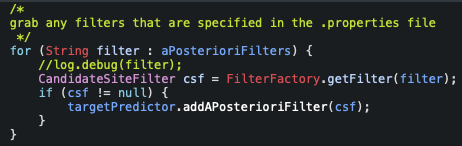 /*
grab any filters that are specified in the .properties file
 */
for (String filter : aPosterioriFilters) {
    //log.debug(filter);
    CandidateSiteFilter csf = FilterFactory.getFilter(filter);
    if (csf != null) {
        targetPredictor.addAPosterioriFilter(csf);
    }
}